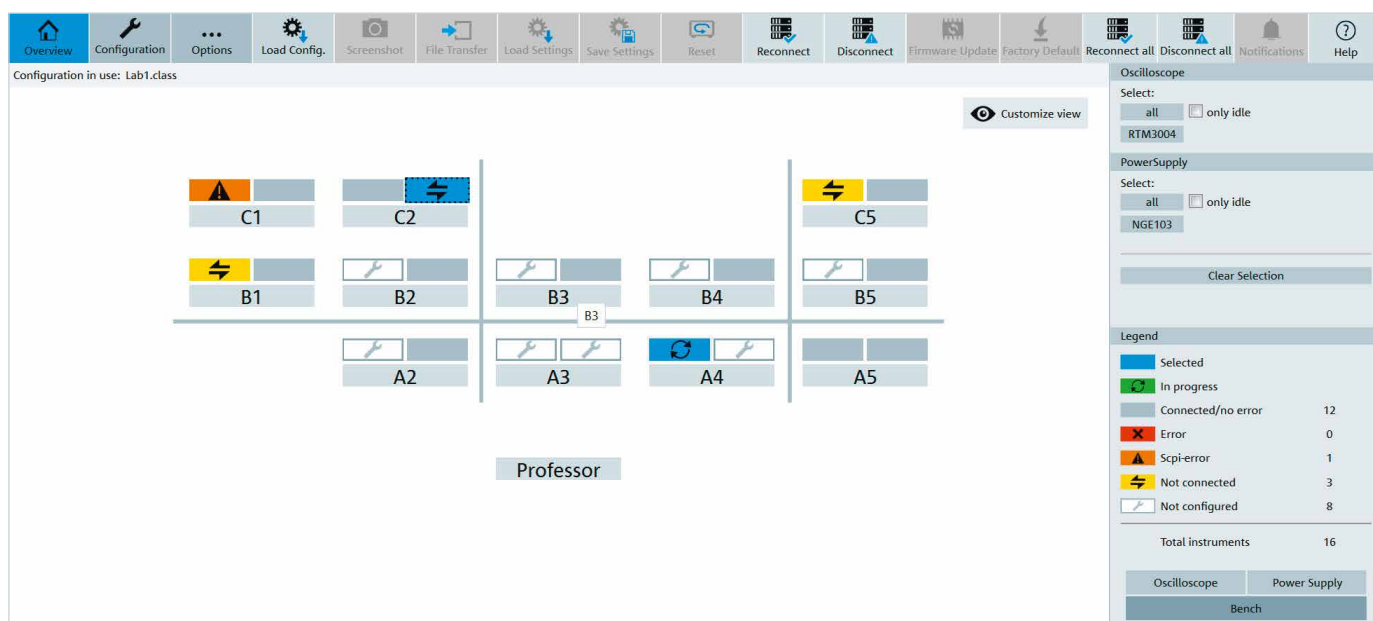 Overview Configuration Options Load Config. Screenshot File Transfer Load Settings Save Settings Reset Reconnect Disconnect Firmware Update Factory Default Reconnect all Disconnect all Notifications Help
Configuration in use: Lab1.class
Customize view
C1 C2 C5
B1 B2 B3 B4 B5
B3
A2 A3 A4 A5
Professor
Oscilloscope
Select:
all only idle
RTM3004
PowerSupply
Select:
all only idle
NGE103
Clear Selection
Legend
Selected
In progress
Connected/no error 12
Error 0
Scpi-error 1
Not connected 3
Not configured 8
Total instruments 16
Oscilloscope Power Supply
Bench